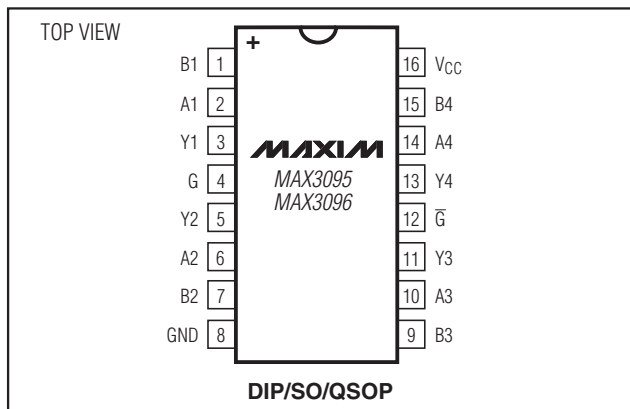 TOP VIEW
+
B1 1 16 VCC
A1 2 15 B4
Y1 3 14 A4
MAXIM
G 4 13 Y4
MAX3095
MAX3096
Y2 5 12 G̅
A2 6 11 Y3
B2 7 10 A3
GND 8 9 B3
DIP/SO/QSOP